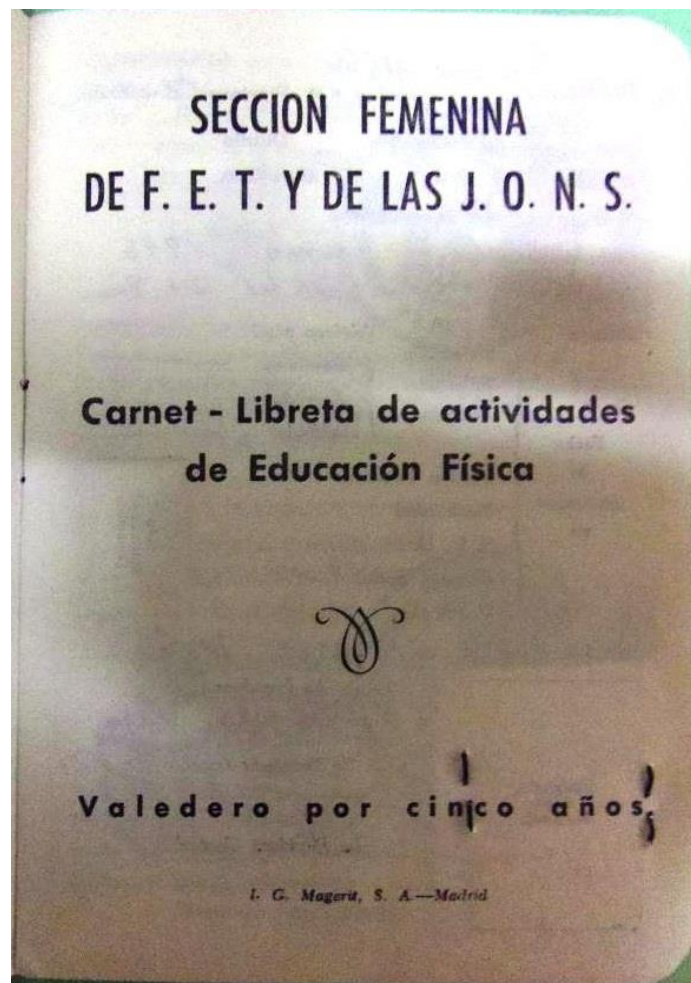 SECCION FEMENINA
DE F. E. T. Y DE LAS J. O. N. S.
Carnet - Libreta de actividades
de Educación Física
Valedero por cinco años
I. G. Magerit, S. A.—Madrid